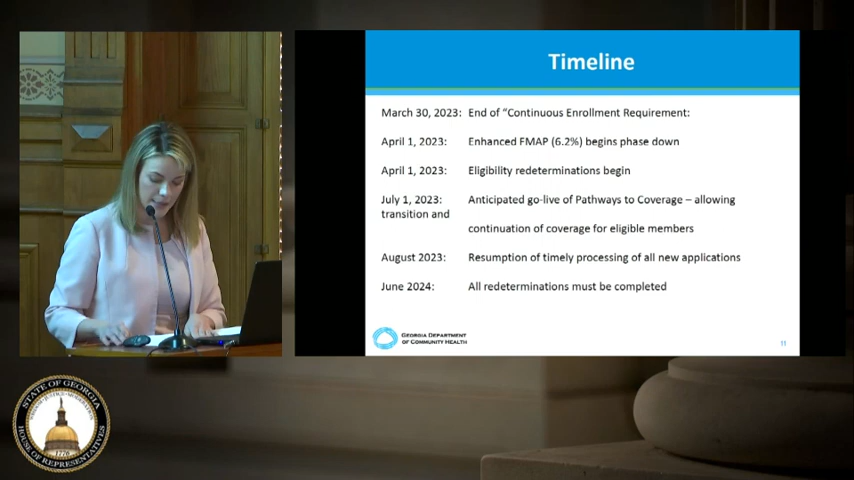 Timeline
March 30, 2023: End of "Continuous Enrollment Requirement:
April 1, 2023: Enhanced FMAP (6.2%) begins phase down
April 1, 2023: Eligibility redeterminations begin
July 1, 2023: Anticipated go-live of Pathways to Coverage – allowing
transition and
continuation of coverage for eligible members
August 2023: Resumption of timely processing of all new applications
June 2024: All redeterminations must be completed
GEORGIA DEPARTMENT
OF COMMUNITY HEALTH
11
STATE OF GEORGIA
1776
HOUSE OF REPRESENTATIVES